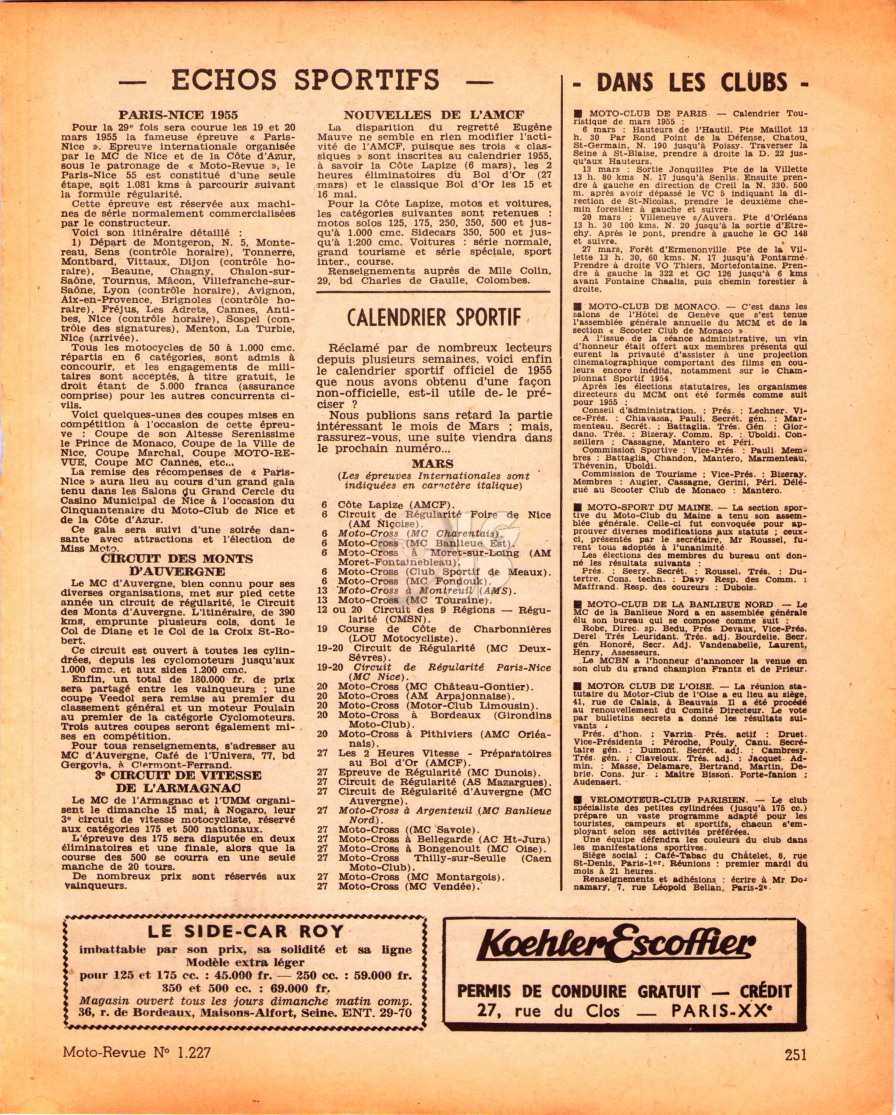 — ECHOS SPORTIFS —
PARIS-NICE 1955
Pour la 29e fois sera courue les 19 et 20
mars 1955 la fameuse épreuve « Paris-
Nice ». Epreuve internationale organisée
par le MC de Nice et de la Côte d'Azur,
sous le patronage de « Moto-Revue », le
Paris-Nice 55 est constitué d'une seule
étape, soit 1.081 kms à parcourir suivant
la formule régularité.
Cette épreuve est réservée aux machi-
nes de série normalement commercialisées
par le constructeur.
Voici son itinéraire détaillé :
1) Départ de Montgeron, N. 5, Monte-
reau, Sens (contrôle horaire), Tonnerre,
Montbard, Vittaux, Dijon (contrôle ho-
raire), Beaune, Chagny, Chalon-sur-
Saône, Tournus, Mâcon, Villefranche-sur-
Saône, Lyon (contrôle horaire), Avignon,
Aix-en-Provence, Brignoles (contrôle ho-
raire), Fréjus, Les Adrets, Cannes, Anti-
bes, Nice (contrôle horaire), Sospel (con-
trôle des signatures), Menton, La Turbie,
Nice (arrivée).
Tous les motocycles de 50 à 1.000 cmc.
répartis en 6 catégories, sont admis à
concourir, et les engagements de mili-
taires sont acceptés, à titre gratuit, le
droit étant de 5.000 francs (assurance
comprise) pour les autres concurrents ci-
vils.
Voici quelques-unes des coupes mises en
compétition à l'occasion de cette épreu-
ve : Coupe de son Altesse Serenissime
le Prince de Monaco, Coupe de la Ville de
Nice, Coupe Marchal, Coupe MOTO-RE-
VUE, Coupe MC Cannes, etc...
La remise des récompenses de « Paris-
Nice » aura lieu au cours d'un grand gala
tenu dans les Salons du Grand Cercle du
Casino Municipal de Nice à l'occasion du
Cinquantenaire du Moto-Club de Nice et
de la Côte d'Azur.
Ce gala sera suivi d'une soirée dan-
sante avec attractions et l'élection de
Miss Moto.
CIRCUIT DES MONTS
D'AUVERGNE
Le MC d'Auvergne, bien connu pour ses
diverses organisations, met sur pied cette
année un circuit de régularité, le Circuit
des Monts d'Auvergne. L'itinéraire, de 390
kms, emprunte plusieurs cols, dont le
Col de Diane et le Col de la Croix St-Ro-
bert.
Ce circuit est ouvert à toutes les cylin-
drées, depuis les cyclomoteurs jusqu'aux
1.000 cmc. et aux sides 1.200 cmc.
Enfin, un total de 180.000 fr. de prix
sera partagé entre les vainqueurs ; une
coupe Veedol sera remise au premier du
classement général et un moteur Poulain
au premier de la catégorie Cyclomoteurs.
Trois autres coupes seront également mi-
ses en compétition.
Pour tous renseignements, s'adresser au
MC d'Auvergne, Café de l'Univers, 77, bd
Gergovia, à Clermont-Ferrand.
3e CIRCUIT DE VITESSE
DE L'ARMAGNAC
Le MC de l'Armagnac et l'UMM organi-
sent le dimanche 15 mai, à Nogaro, leur
3e circuit de vitesse motocycliste, réservé
aux catégories 175 et 500 nationaux.
L'épreuve des 175 sera disputée en deux
éliminatoires et une finale, alors que la
course des 500 se courra en une seule
manche de 20 tours.
De nombreux prix sont réservés aux
vainqueurs.
NOUVELLES DE L'AMCF
La disparition du regretté Eugène
Mauve ne semble en rien modifier l'acti-
vité de l'AMCF, puisque ses trois « clas-
siques » sont inscrites au calendrier 1955,
à savoir la Côte Lapize (6 mars), les 2
heures éliminatoires du Bol d'Or (27
mars) et le classique Bol d'Or les 15 et
16 mai.
Pour la Côte Lapize, motos et voitures,
les catégories suivantes sont retenues :
motos solos 125, 175, 250, 350, 500 et jus-
qu'à 1.000 cmc. Sidecars 350, 500 et jus-
qu'à 1.200 cmc. Voitures : série normale,
grand tourisme et série spéciale, sport
inter., course.
Renseignements auprès de Mlle Colin,
29, bd Charles de Gaulle, Colombes.
CALENDRIER SPORTIF
Réclamé par de nombreux lecteurs
depuis plusieurs semaines, voici enfin
le calendrier sportif officiel de 1955
que nous avons obtenu d'une façon
non-officielle, est-il utile de le pré-
ciser ?
Nous publions sans retard la partie
intéressant le mois de Mars ; mais,
rassurez-vous, une suite viendra dans
le prochain numéro...
MARS
(Les épreuves Internationales sont
indiquées en caractère italique)
6 Côte Lapize (AMCF).
6 Circuit de Régularité Foire de Nice
(AM Niçoise).
6 Moto-Cross (MC Charentais).
6 Moto-Cross (MC Banlieue Est).
6 Moto-Cross à Moret-sur-Loing (AM
Moret-Fontainebleau).
6 Moto-Cross (Club Sportif de Meaux).
6 Moto-Cross (MC Fondouk).
13 Moto-Cross à Montreuil (AMS).
13 Moto-Cross (MC Touraine).
12 ou 20 Circuit des 9 Régions — Régu-
larité (CMSN).
19 Course de Côte de Charbonnières
(LOU Motocycliste).
19-20 Circuit de Régularité (MC Deux-
Sèvres).
19-20 Circuit de Régularité Paris-Nice
(MC Nice).
20 Moto-Cross (MC Château-Gontier).
20 Moto-Cross (AM Arpajonnaise).
20 Moto-Cross (Motor-Club Limousin).
20 Moto-Cross à Bordeaux (Girondins
Moto-Club).
20 Moto-Cross à Pithiviers (AMC Orléa-
nais).
27 Les 2 Heures Vitesse - Préparatoires
au Bol d'Or (AMCF).
27 Epreuve de Régularité (MC Dunois).
27 Circuit de Régularité (AS Mazargues).
27 Circuit de Régularité d'Auvergne (MC
Auvergne).
27 Moto-Cross à Argenteuil (MC Banlieue
Nord).
27 Moto-Cross ((MC Savoie).
27 Moto-Cross à Bellegarde (AC Ht-Jura)
27 Moto-Cross à Bongenoult (MC Oise).
27 Moto-Cross Thilly-sur-Seulle (Caen
Moto-Club).
27 Moto-Cross (MC Montargois).
27 Moto-Cross (MC Vendée).
- DANS LES CLUBS -
■ MOTO-CLUB DE PARIS — Calendrier Tou-
ristique de mars 1955 :
6 mars : Hauteurs de l'Hautil. Pte Maillot 13
h. 30 Par Rond Point de la Défense, Chatou,
St-Germain, N. 190 jusqu'à Poissy. Traverser la
Seine à St-Blaise, prendre à droite la D. 22 jus-
qu'aux Hauteurs.
13 mars : Sortie Jonquilles Pte de la Villette
13 h. 80 kms N. 17 jusqu'à Senlis. Ensuite pren-
dre à gauche en direction de Creil la N. 330. 500
m. après avoir dépassé le VC 5 indiquant la di-
rection de St-Nicolas, prendre le deuxième che-
min forestier à gauche et suivre
20 mars : Villeneuve s/Auvers. Pte d'Orléans
13 h. 30 100 kms. N. 20 jusqu'à la sortie d'Etre-
chy. Après le pont, prendre à gauche le GC 148
et suivre.
27 mars, Forêt d'Ermenonville. Pte de la Vil-
lette 13 h. 30, 60 kms. N. 17 jusqu'à Pontarmé.
Prendre à droite VO Thiers, Mortefontaine. Pren-
dre à gauche la 322 et GC 126 jusqu'à 6 kms
avant Fontaine Chaalis, puis chemin forestier à
droite.
■ MOTO-CLUB DE MONACO. — C'est dans les
salons de l'Hôtel de Genève que s'est tenue
l'assemblée générale annuelle du MCM et de la
section « Scooter Club de Monaco »
A l'issue de la séance administrative, un vin
d'honneur était offert aux membres présents qui
eurent la privauté d'assister à une projection
cinématographique comportant des films en cou-
leurs encore inédits, notamment sur le Cham-
pionnat Sportif 1954.
Après les élections statutaires, les organismes
directeurs du MCM ont été formés comme suit
pour 1955 :
Conseil d'administration. : Prés. : Lechner. Vi-
ce-Prés. : Chiavassa, Pauli. Secrét. gén. : Mar-
menteau, Secrét. : Battaglia. Trés. Gén : Gior-
dano. Trés. : Bizeray. Comm. Sp. : Uboldi. Con-
seillers : Cassagne, Mantero et Péri.
Commission Sportive : Vice-Prés : Pauli Mem-
bres : Battaglia, Chandon, Mantero, Marmenteau,
Thévenin, Uboldi.
Commission de Tourisme ; Vice-Prés. : Bizeray.
Membres : Augier, Cassagne, Gerini, Péri. Délé-
gué au Scooter Club de Monaco : Mantero.
■ MOTO-SPORT DU MAINE. — La section spor-
tive du Moto-Club du Maine a tenu son assem-
blée générale. Celle-ci fut convoquée pour ap-
prouver diverses modifications aux statuts ; ceux-
ci, présentés par le secrétaire, Mr Roussel, fu-
rent tous adoptés à l'unanimité
Les élections des membres du bureau ont don-
né les résultats suivants :
Prés. : Seery. Secrét. : Roussel. Trés. : Du-
tertre. Cons. techn. : Davy Resp. des Comm. :
Maffrand. Resp. des coureurs : Dubois.
■ MOTO-CLUB DE LA BANLIEUE NORD — Le
MC de la Banlieue Nord a en assemblée générale
élu son bureau qui se compose comme suit :
Robe, Direc. sp. Bedu, Prés. Devaux, Vice-Prés.
Derel. Trés Leuridant. Trés. adj. Bourdelie. Secr.
gén Honoré, Secr. Adj. Vandenabelle, Laurent,
Henry, Assesseurs.
Le MCBN a l'honneur d'annoncer la venue en
son club du grand champion Frantz et de Prieur.
■ MOTOR CLUB DE L'OISE. — La réunion sta-
tutaire du Motor-Club de l'Oise a eu lieu au siège,
41, rue de Calais, à Beauvais Il a été procédé
au renouvellement du Comité Directeur. Le vote
par bulletins secrets a donné les résultats sui-
vants :
Prés. d'hon. : Varrin. Prés. actif : Druet.
Vice-Présidents : Péroche, Pouly, Canu. Secré-
taire gén. : Dumont. Secrét. adj. : Cambresy.
Trés. gén. : Claveloux. Trés. adj. : Jacquet Ad-
min. : Masse, Delamare, Bertrand, Martin, De-
brie. Cons. jur : Maître Bisson. Porte-fanion :
Audenaert.
■ VELOMOTEUR-CLUB PARISIEN. — Le club
spécialiste des petites cylindrées (jusqu'à 175 cc.)
prépare un vaste programme adapté pour les
touristes, campeurs et sportifs, chacun s'em-
ployant selon ses activités préférées.
Une équipe défendra les couleurs du club dans
les manifestations sportives.
Siège social : Café-Tabac du Châtelet, 8, rue
St-Denis, Paris-1er. Réunions : premier mardi du
mois à 21 heures.
Renseignements et adhésions : écrire à Mr Do-
namary, 7, rue Léopold Bellan, Paris-2e.
LE SIDE-CAR ROY
imbattable par son prix, sa solidité et sa ligne
Modèle extra léger
pour 125 et 175 cc. : 45.000 fr. — 250 cc. : 59.000 fr.
350 et 500 cc. : 69.000 fr.
Magasin ouvert tous les jours dimanche matin comp.
36, r. de Bordeaux, Maisons-Alfort, Seine. ENT. 29-70
Koehler Escoffier
PERMIS DE CONDUIRE GRATUIT — CRÉDIT
27, rue du Clos — PARIS-XXe
Moto-Revue No 1.227
251